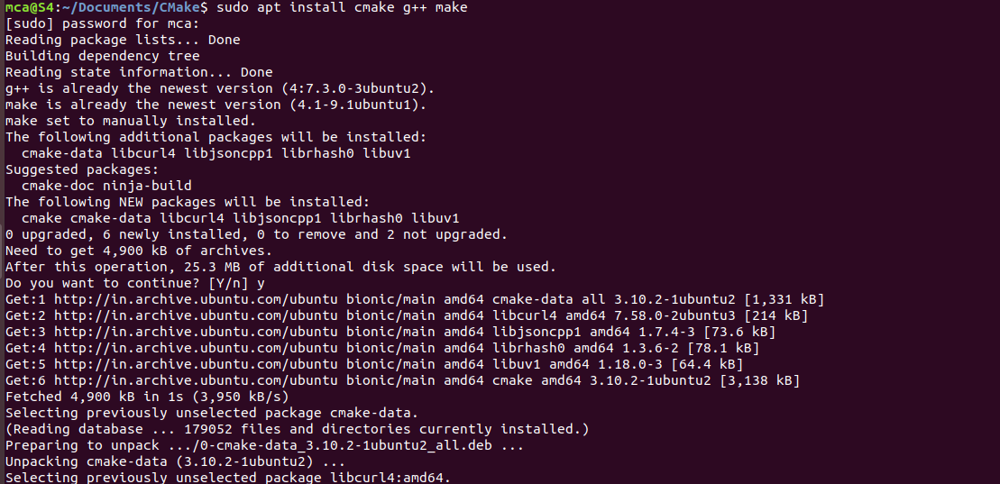 mca@S4:~/Documents/CMake$ sudo apt install cmake g++ make
[sudo] password for mca:
Reading package lists... Done
Building dependency tree
Reading state information... Done
g++ is already the newest version (4:7.3.0-3ubuntu2).
make is already the newest version (4.1-9.1ubuntu1).
make set to manually installed.
The following additional packages will be installed:
  cmake-data libcurl4 libjsoncpp1 librhash0 libuv1
Suggested packages:
  cmake-doc ninja-build
The following NEW packages will be installed:
  cmake cmake-data libcurl4 libjsoncpp1 librhash0 libuv1
0 upgraded, 6 newly installed, 0 to remove and 2 not upgraded.
Need to get 4,900 kB of archives.
After this operation, 25.3 MB of additional disk space will be used.
Do you want to continue? [Y/n] y
Get:1 http://in.archive.ubuntu.com/ubuntu bionic/main amd64 cmake-data all 3.10.2-1ubuntu2 [1,331 kB]
Get:2 http://in.archive.ubuntu.com/ubuntu bionic/main amd64 libcurl4 amd64 7.58.0-2ubuntu3 [214 kB]
Get:3 http://in.archive.ubuntu.com/ubuntu bionic/main amd64 libjsoncpp1 amd64 1.7.4-3 [73.6 kB]
Get:4 http://in.archive.ubuntu.com/ubuntu bionic/main amd64 librhash0 amd64 1.3.6-2 [78.1 kB]
Get:5 http://in.archive.ubuntu.com/ubuntu bionic/main amd64 libuv1 amd64 1.18.0-3 [64.4 kB]
Get:6 http://in.archive.ubuntu.com/ubuntu bionic/main amd64 cmake amd64 3.10.2-1ubuntu2 [3,138 kB]
Fetched 4,900 kB in 1s (3,950 kB/s)
Selecting previously unselected package cmake-data.
(Reading database ... 179052 files and directories currently installed.)
Preparing to unpack .../0-cmake-data_3.10.2-1ubuntu2_all.deb ...
Unpacking cmake-data (3.10.2-1ubuntu2) ...
Selecting previously unselected package libcurl4:amd64.